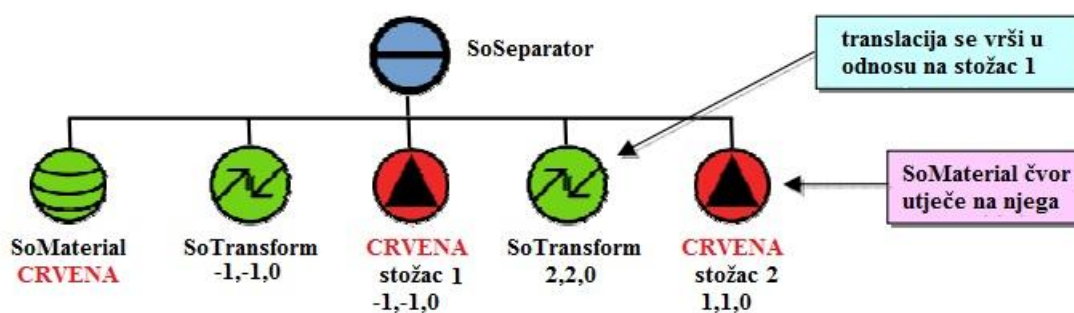 SoSeparator
translacija se vrši u
odnosu na stožac 1
SoMaterial čvor
utječe na njega
SoMaterial
CRVENA
SoTransform
-1,-1,0
CRVENA
stožac 1
-1,-1,0
SoTransform
2,2,0
CRVENA
stožac 2
1,1,0